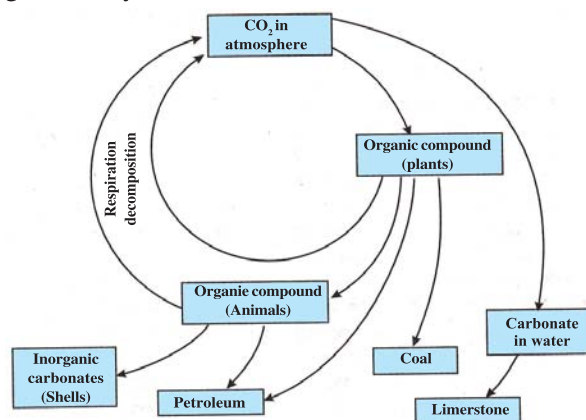 CO₂ in
atmosphere
Organic compound
(plants)
Respiration
decomposition
Organie compound
(Animals)
Carbonate
in water
Inorganic
carbonates
(Shells)
Coal
Petroleum
Limerstone